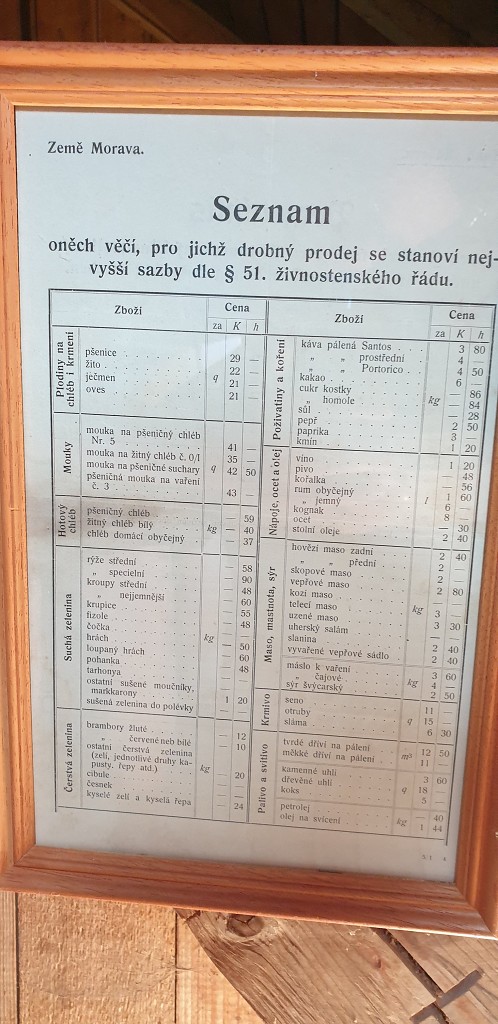 Země Morava.
Seznam
oněch věčí, pro jichž drobný prodej se stanoví nej-
vyšší sazby dle § 51. živnostenského řádu.
Zboží
Cena
za K h
Plodiny na chléb i krmení
pšenice 29 —
žito 22 —
ječmen q 21 —
oves 21 —
Mouky
mouka na pšeničný chléb
Nr. 5 41 —
mouka na žitný chléb č. 0/I 35 —
mouka na pšeničné suchary q 42 50
pšeničná mouka na vaření
č. 3 43 —
Hotový chléb
pšeničný chléb — 59
žitný chléb bílý kg — 40
chléb domácí obyčejný — 37
Suchá zelenina
rýže střední — 58
„ specielní — 90
kroupy střední — 48
„ nejjemnější — 60
krupice — 55
fizole — 48
čočka
hrách kg — 50
loupaný hrách — 60
pohanka — 48
tarhonya
ostatní sušené moučníky,
markkarony
sušená zelenina do polévky 1 20
Čerstvá zelenina
brambory žluté — 12
„ červené neb bílé — 10
ostatní čerstvá zelenina
(zelí, jednotlivé druhy ka-
pusty, řepy atd.) kg — 20
cibule
česnek
kyselé zelí a kyselá řepa — 24
Zboží
Cena
za K h
Poživatiny a koření
káva pálená Santos 3 80
„ „ prostřední 4 —
„ „ Portorico 4 50
kakao 6 —
cukr kostky kg — 86
„ homole — 84
sůl — 28
pepř 2 50
paprika 3 —
kmín 1 20
Nápoje, ocet a olej
víno 1 20
pivo — 48
kořalka — 56
rum obyčejný l 1 60
„ jemný 6 —
kognak 8 —
ocet — 30
stolní oleje 2 40
Maso, mastnota, sýr
hovězí maso zadní 2 40
„ „ přední 2 —
skopové maso 2 —
vepřové maso 2 80
kozí maso
telecí maso kg 3 —
uzené maso 3 30
uherský salám
slanina 2 40
vyvařené vepřové sádlo 2 40
máslo k vaření 3 60
„ čajové kg 4 —
sýr švýcarský 2 50
Krmivo
seno 11 —
otruby q 15
sláma 6 30
Palivo a svítivo
tvrdé dříví na pálení m³ 12 50
měkké dříví na pálení 11 —
kamenné uhlí 3 60
dřevěné uhlí q 18 —
koks 5 —
petrolej kg — 40
olej na svícení 1 44